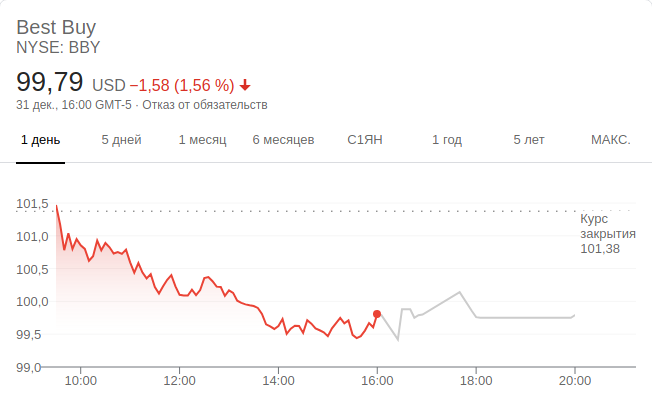 Best Buy
NYSE: BBY
99,79 USD −1,58 (1,56 %)
31 дек., 16:00 GMT-5 · Отказ от обязательств
1 день 5 дней 1 месяц 6 месяцев С1ЯН 1 год 5 лет МАКС.
101,5
Курс
закрытия
101,38
101,0
100,5
100,0
99,5
99,0
10:00 12:00 14:00 16:00 18:00 20:00